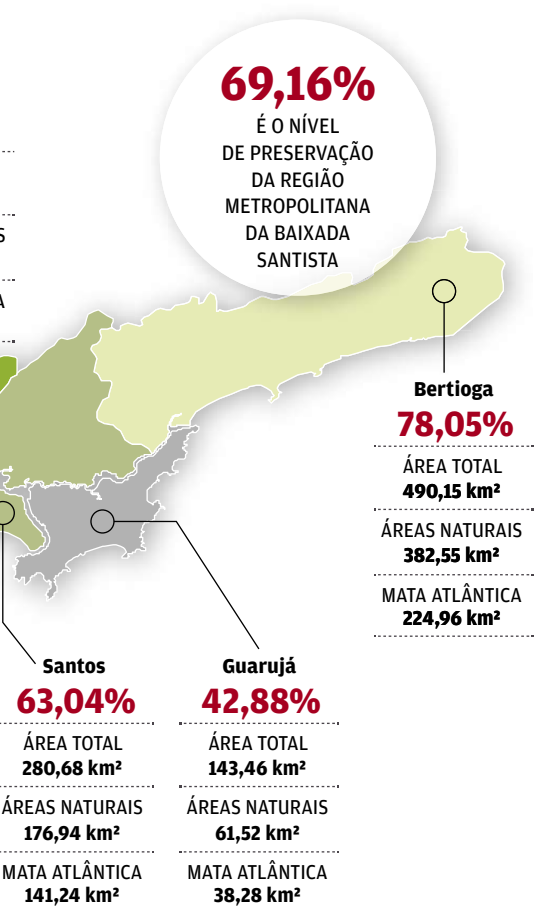 69,16%
É O NÍVEL
DE PRESERVAÇÃO
DA REGIÃO
METROPOLITANA
DA BAIXADA
SANTISTA
S
A
Bertioga
78,05%
ÁREA TOTAL
490,15 km²
ÁREAS NATURAIS
382,55 km²
MATA ATLÂNTICA
224,96 km²
Santos
63,04%
ÁREA TOTAL
280,68 km²
ÁREAS NATURAIS
176,94 km²
MATA ATLÂNTICA
141,24 km²
Guarujá
42,88%
ÁREA TOTAL
143,46 km²
ÁREAS NATURAIS
61,52 km²
MATA ATLÂNTICA
38,28 km²